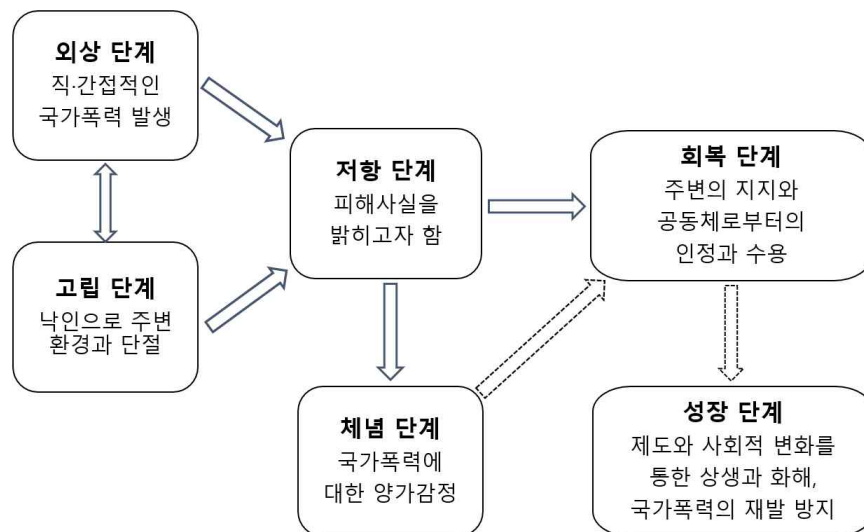 외상 단계
직·간접적인
국가폭력 발생
저항 단계
피해사실을
밝히고자 함
회복 단계
주변의 지지와
공동체로부터의
인정과 수용
고립 단계
낙인으로 주변
환경과 단절
체념 단계
국가폭력에
대한 양가감정
성장 단계
제도와 사회적 변화를
통한 상생과 화해,
국가폭력의 재발 방지